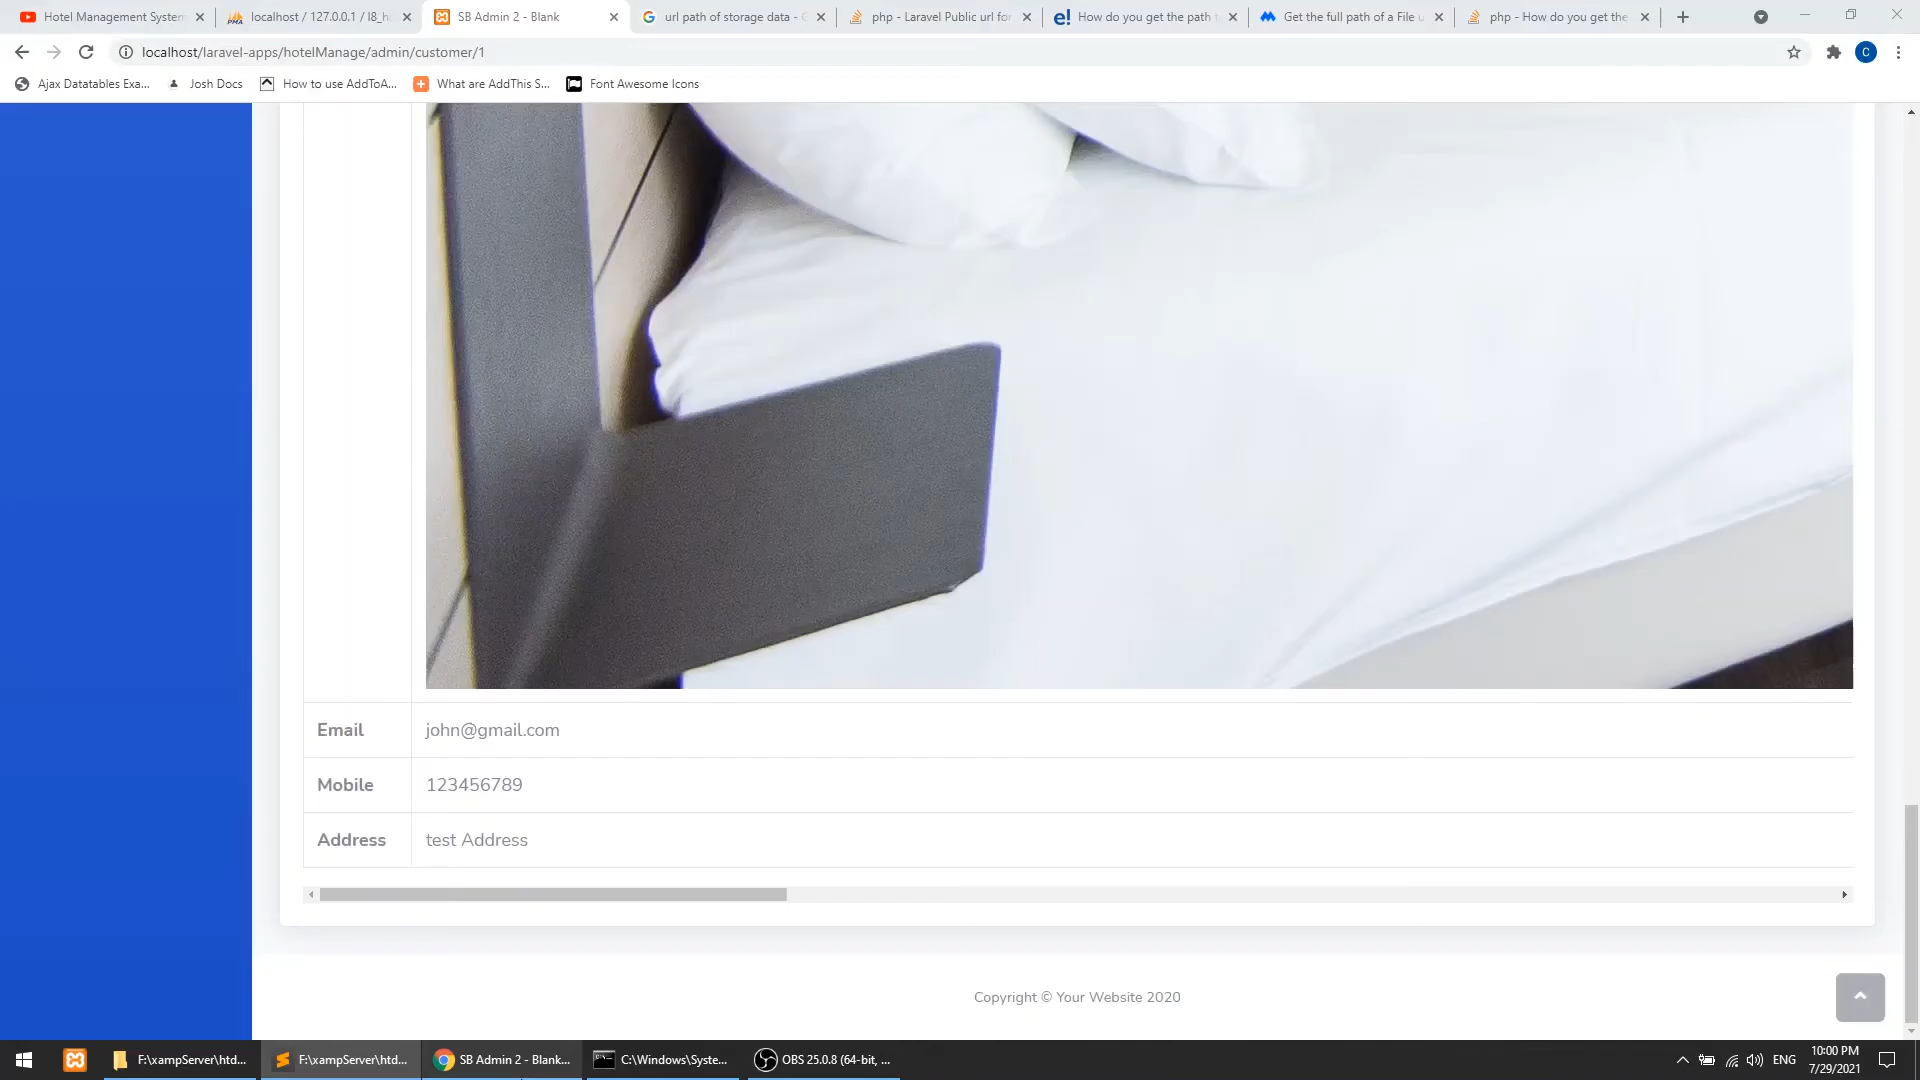 Hotel Management System
localhost / 127.0.0.1 / l8_h
SB Admin 2 - Blank
url path of storage data -
php - Laravel Public url for
How do you get the path
Get the full path of a File u
php - How do you get the
localhost/laravel-apps/hotelManage/admin/customer/1
C
Ajax Datatables Exa...
Josh Docs
How to use AddToA...
What are AddThis S...
Font Awesome Icons
Email
john@gmail.com
Mobile
123456789
Address
test Address
Copyright © Your Website 2020
F:\xampServer\htd...
F:\xampServer\htd...
SB Admin 2 - Blank...
C:\Windows\Syste...
OBS 25.0.8 (64-bit, ...
ENG
10:00 PM
7/29/2021